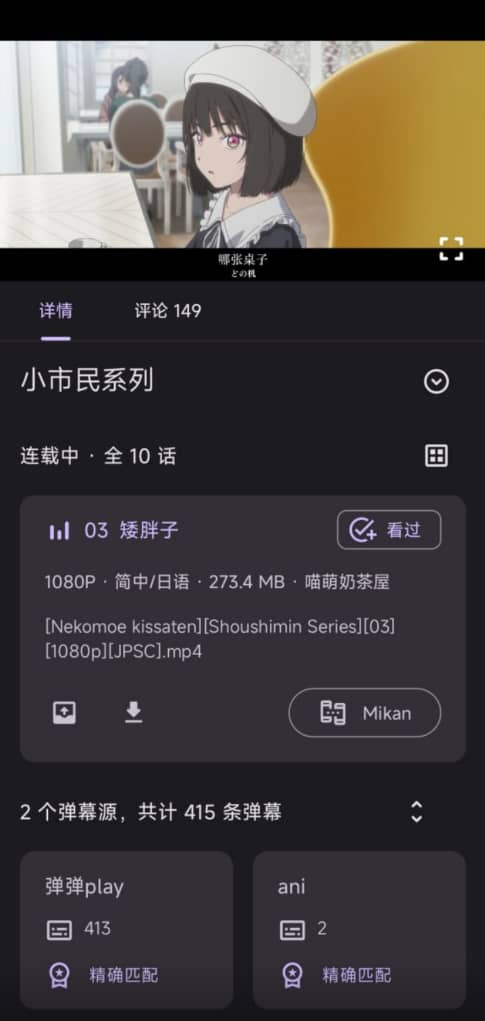 哪张桌子
どの机
详情 评论 149
小市民系列
连载中 · 全 10 话
03 矮胖子 看过
1080P · 简中/日语 · 273.4 MB · 喵萌奶茶屋
[Nekomoe kissaten][Shoushimin Series][03]
[1080p][JPSC].mp4
Mikan
2 个弹幕源，共计 415 条弹幕
弹弹play ani
413 2
精确匹配 精确匹配